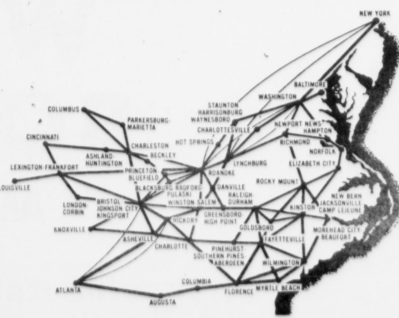 NEW YORK
BALTIMORE
WASHINGTON
STAUNTON
HARRISONBURG
WAYNESBORO
CHARLOTTESVILLE
HOT SPRINGS
NEWPORT NEWS
HAMPTON
RICHMOND
NORFOLK
ELIZABETH CITY
COLUMBUS
PARKERSBURG-
MARIETTA
CINCINNATI
CHARLESTON
ASHLAND-
HUNTINGTON
BECKLEY
LYNCHBURG
ROANOKE
LEXINGTON FRANKFORT
PRINCETON
BLUEFIELD
BLACKSBURG RADFORD
PULASKI
LOUISVILLE
DANVILLE
ROCKY MOUNT
LONDON-
CORBIN
BRISTOL
JOHNSON CITY
KINGSPORT
WINSTON SALEM
RALEIGH
DURHAM
GREENSBORO
HIGH POINT
HICKORY
NEW BERN
JACKSONVILLE
CAMP LEJEUNE
KINSTON
GOLDSBORO
MOREHEAD CITY
BEAUFORT
KNOXVILLE
ASHEVILLE
CHARLOTTE
FAYETTEVILLE
PINEHURST
SOUTHERN PINES
ABERDEEN
WILMINGTON
ATLANTA
COLUMBIA
AUGUSTA
FLORENCE
MYRTLE BEACH